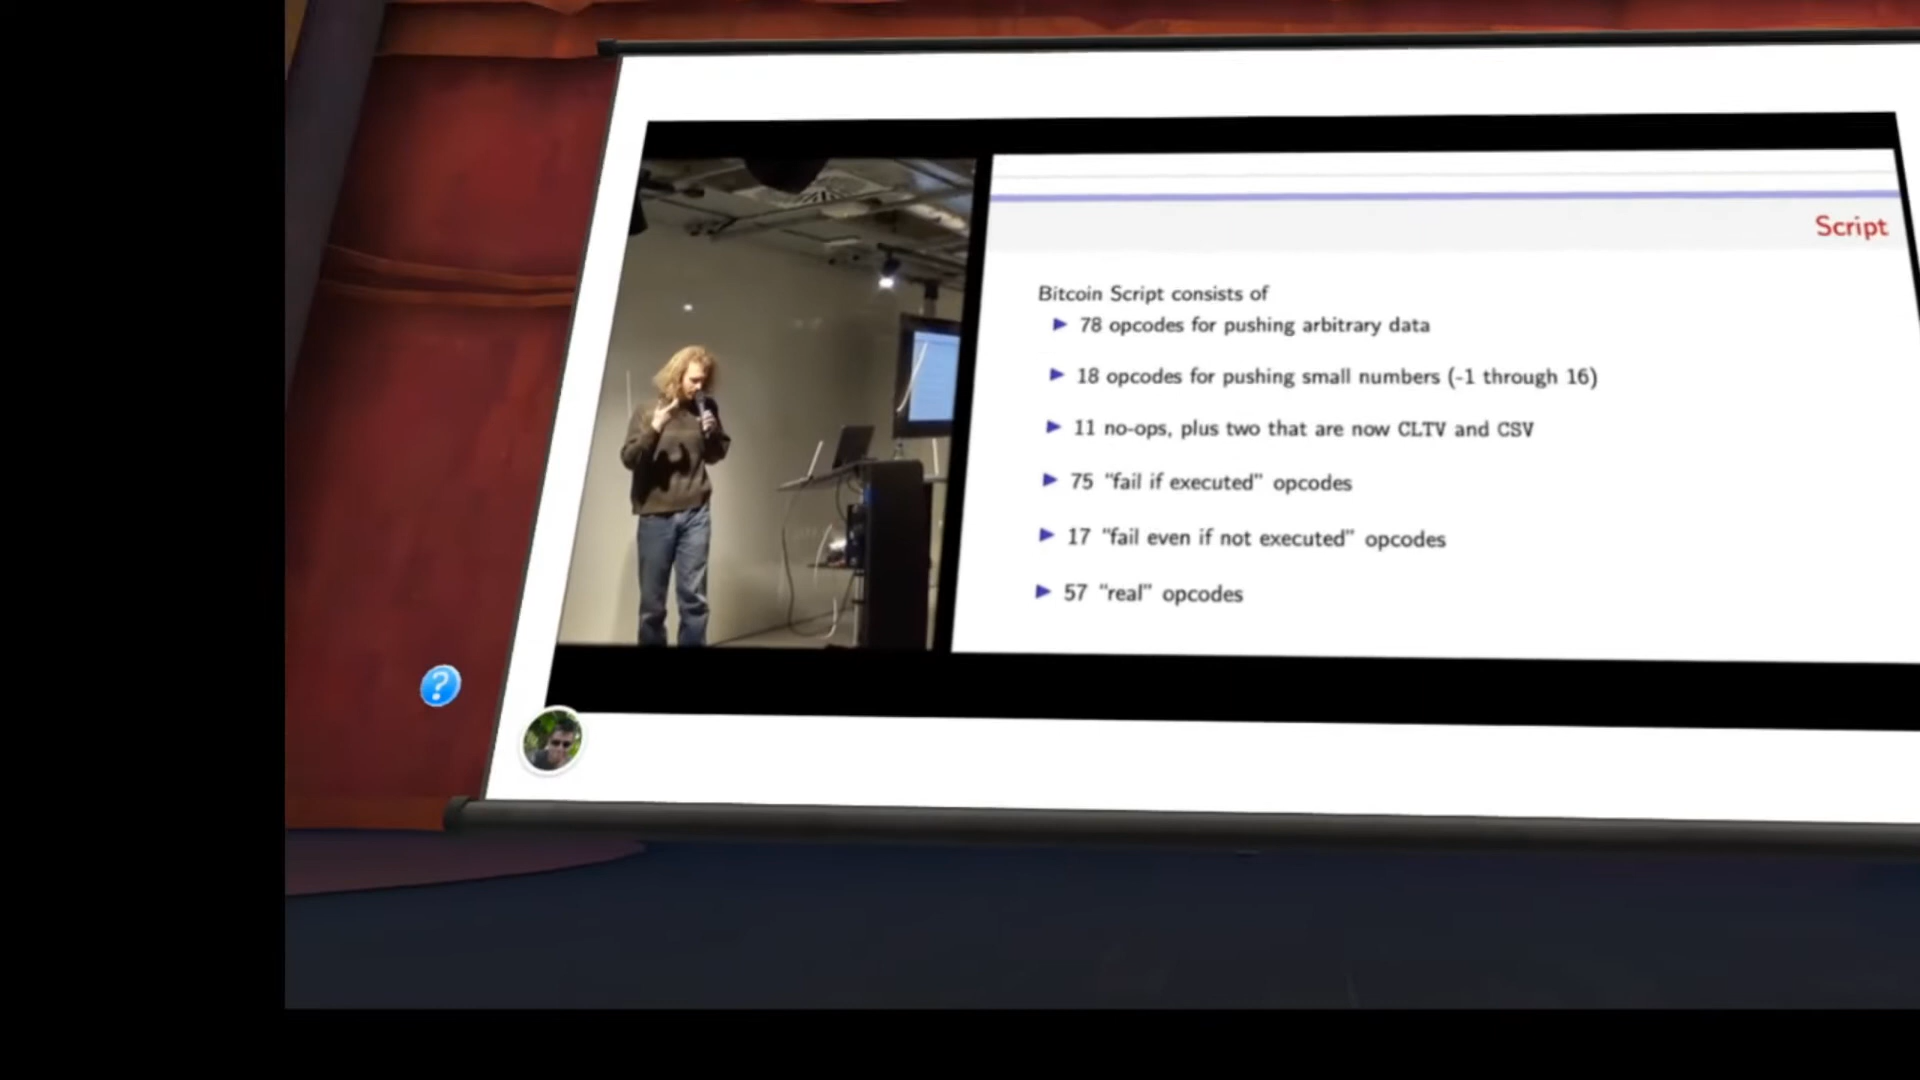 Script
Bitcoin Script consists of
▶ 78 opcodes for pushing arbitrary data
▶ 18 opcodes for pushing small numbers (-1 through 16)
▶ 11 no-ops, plus two that are now CLTV and CSV
▶ 75 "fail if executed" opcodes
▶ 17 "fail even if not executed" opcodes
▶ 57 "real" opcodes
?